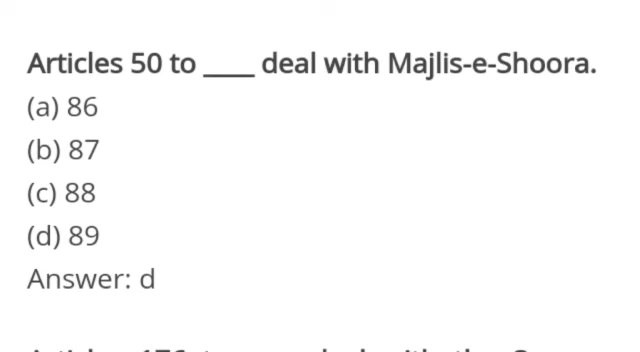 Articles 50 to ____ deal with Majlis-e-Shoora.
(a) 86
(b) 87
(c) 88
(d) 89
Answer: d